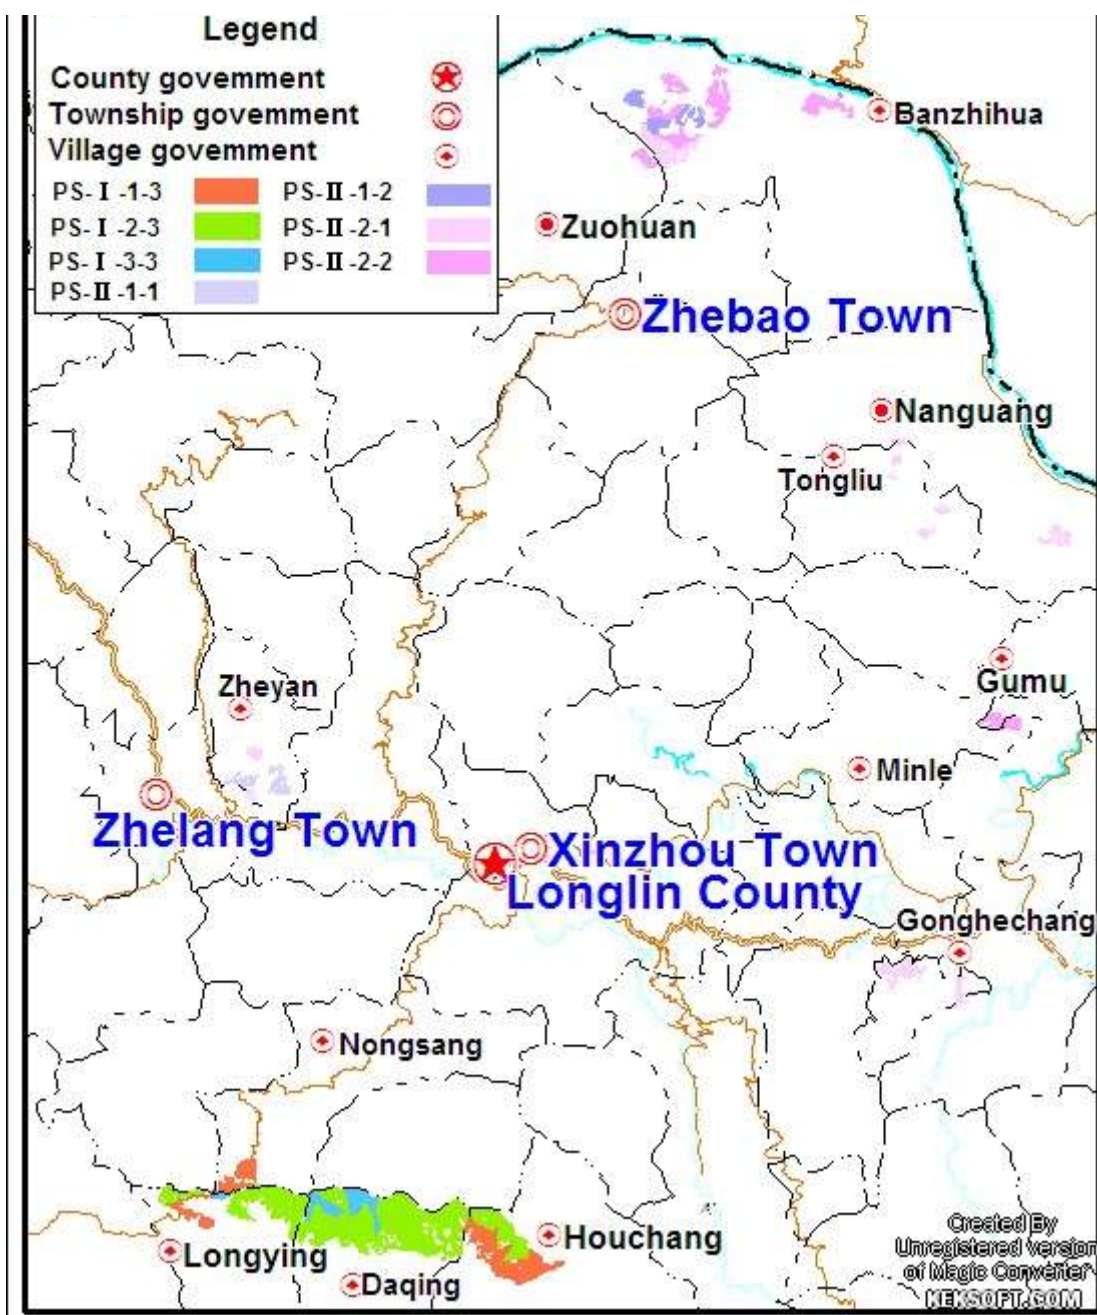 Legend
County govemment
Township govemment
Village govemment
PS-Ⅰ-1-3
PS-Ⅱ-1-2
PS-Ⅰ-2-3
PS-Ⅱ-2-1
PS-Ⅰ-3-3
PS-Ⅱ-2-2
PS-Ⅱ-1-1
Banzhihua
Zuohuan
Zhebao Town
Nanguang
Tongliu
Gumu
Zheyan
Minle
Zhelang Town
Xinzhou Town
Longlin County
Gonghechang
Nongsang
Longying
Houchang
Daqing
Created By
Unregistered version
of Magic Converter
KEKSOFT.COM